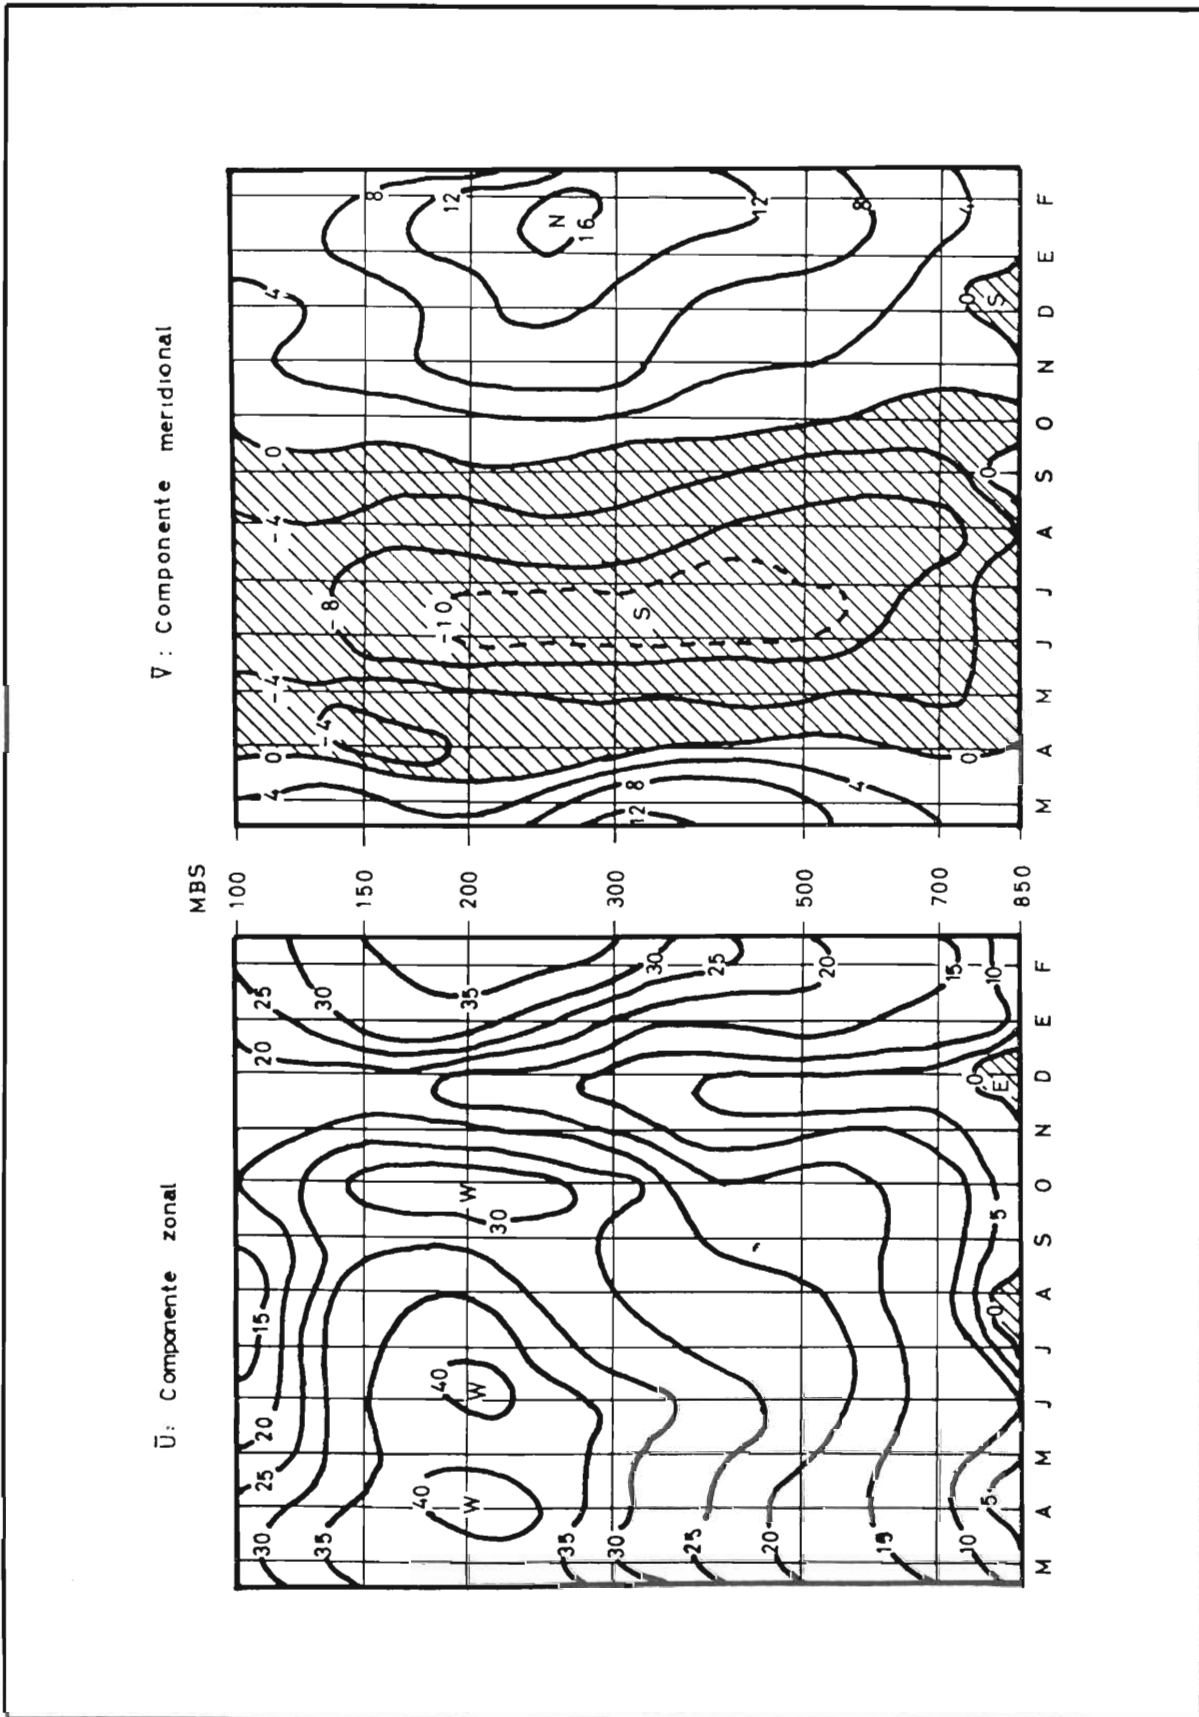 Ū: Componente zonal
30 25 20 15 20 25
35 30
40 40 35
W W W
30
35
30 30
25 25
20 20
15 15
10 0 10
5 0 5 E
M A M J J A S O N D E F
MBS
100
150
200
300
500
700
850
V̄: Componente meridional
4 0 -4 -4 0 4
-4 -8 8
-10 12
N
16
12 8 S
12
4 8
0 0 0 4
S
M A M J J A S O N D E F